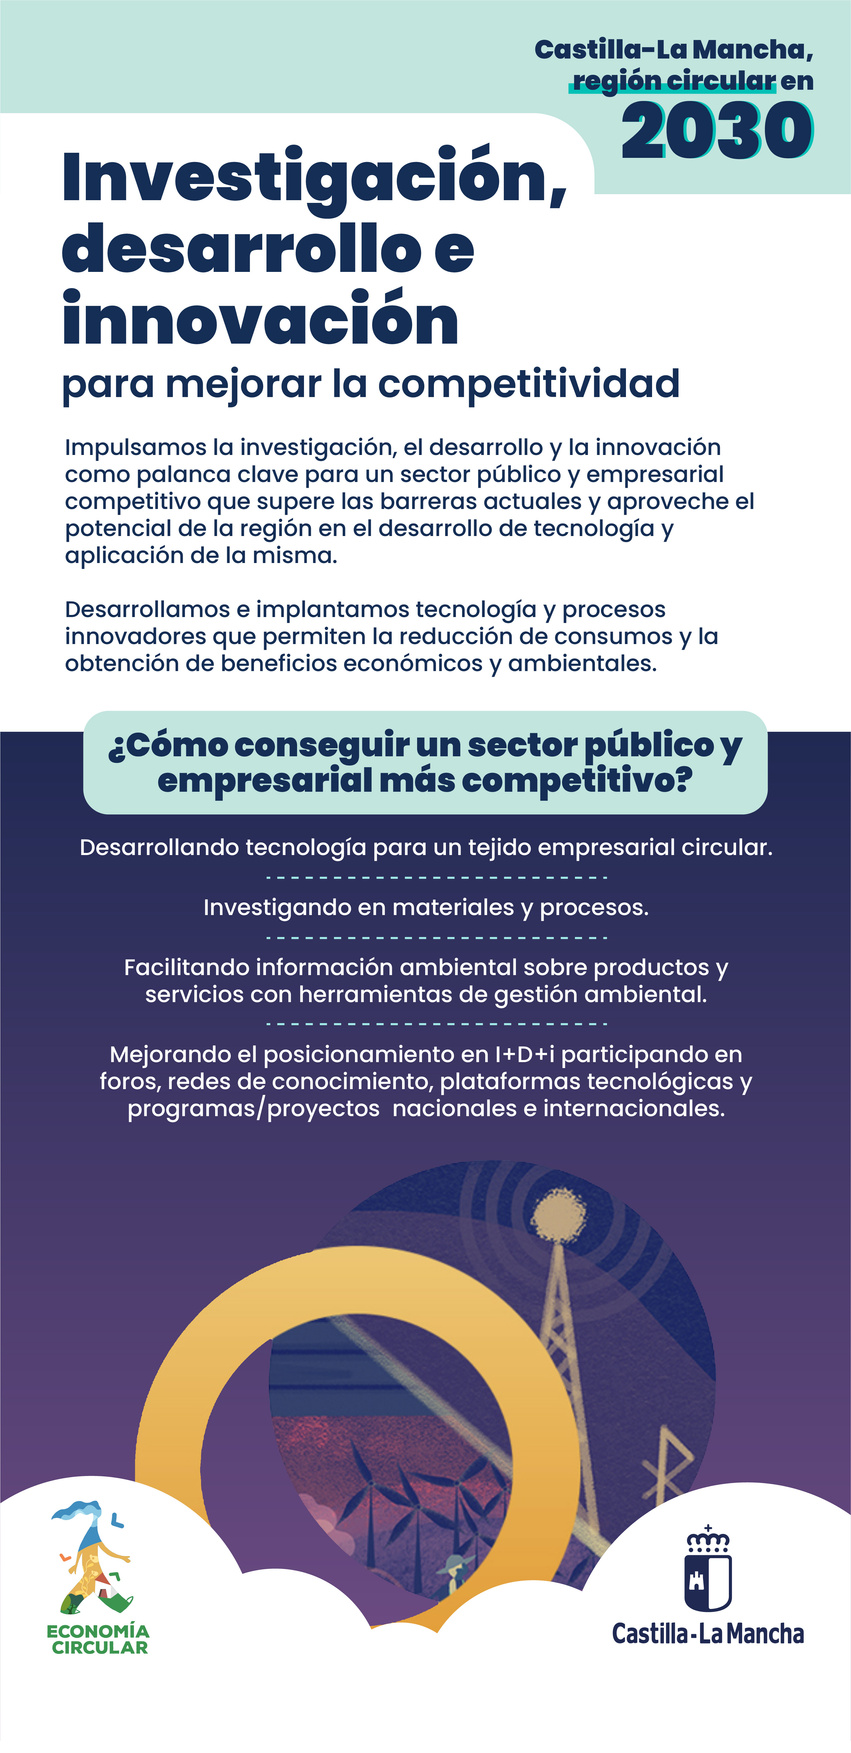 Castilla-La Mancha,
región circular en
2030
Investigación,
desarrollo e
innovación
para mejorar la competitividad
Impulsamos la investigación, el desarrollo y la innovación
como palanca clave para un sector público y empresarial
competitivo que supere las barreras actuales y aproveche el
potencial de la región en el desarrollo de tecnología y
aplicación de la misma.
Desarrollamos e implantamos tecnología y procesos
innovadores que permiten la reducción de consumos y la
obtención de beneficios económicos y ambientales.
¿Cómo conseguir un sector público y
empresarial más competitivo?
Desarrollando tecnología para un tejido empresarial circular.
Investigando en materiales y procesos.
Facilitando información ambiental sobre productos y
servicios con herramientas de gestión ambiental.
Mejorando el posicionamiento en I+D+i participando en
foros, redes de conocimiento, plataformas tecnológicas y
programas/proyectos  nacionales e internacionales.
ECONOMÍA
CIRCULAR
Castilla-La Mancha